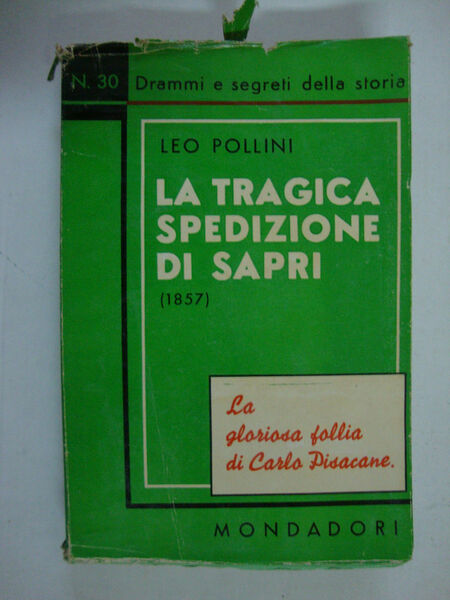 N. 30 Drammi e segreti della storia
LEO POLLINI
LA TRAGICA
SPEDIZIONE
DI SAPRI
(1857)
La
gloriosa follia
di Carlo Pisacane.
MONDADORI